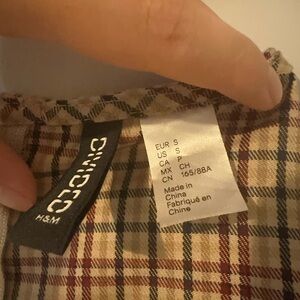 DIVIDED
H&M
EUR S
US S
CA P
MX CH
CN 165/88A
Made in
China
Fabriqué en
Chine